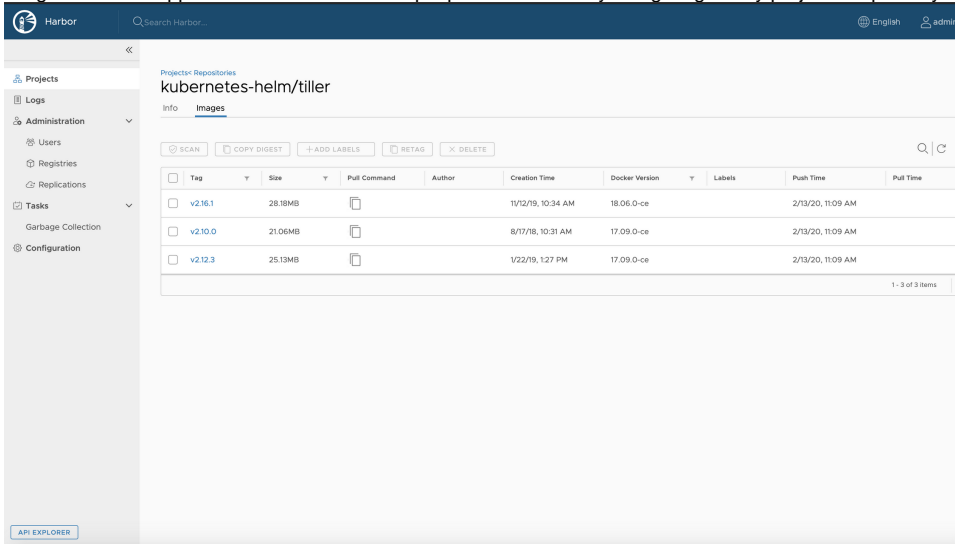 Harbor
Search Harbor...
English
admin
«
Projects
Logs
Administration
Users
Registries
Replications
Tasks
Garbage Collection
Configuration
API EXPLORER
Projects< Repositories
kubernetes-helm/tiller
Info Images
SCAN COPY DIGEST +ADD LABELS RETAG X DELETE
Tag Size Pull Command Author Creation Time Docker Version Labels Push Time Pull Time
v2.16.1 28.18MB 11/12/19, 10:34 AM 18.06.0-ce 2/13/20, 11:09 AM
v2.10.0 21.06MB 8/17/18, 10:31 AM 17.09.0-ce 2/13/20, 11:09 AM
v2.12.3 25.13MB 1/22/19, 1:27 PM 17.09.0-ce 2/13/20, 11:09 AM
1 - 3 of 3 items